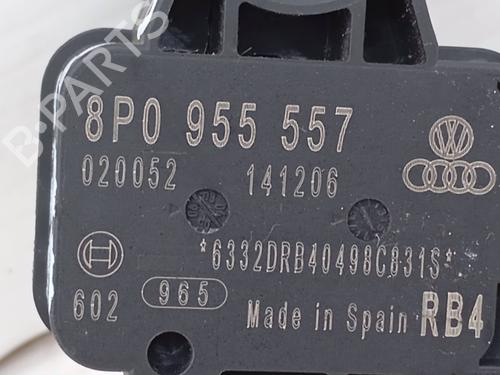 B-PARTS
8P0 955 557
020052 141206
*6332DRB40498C831S*
602 965 Made in Spain RB4